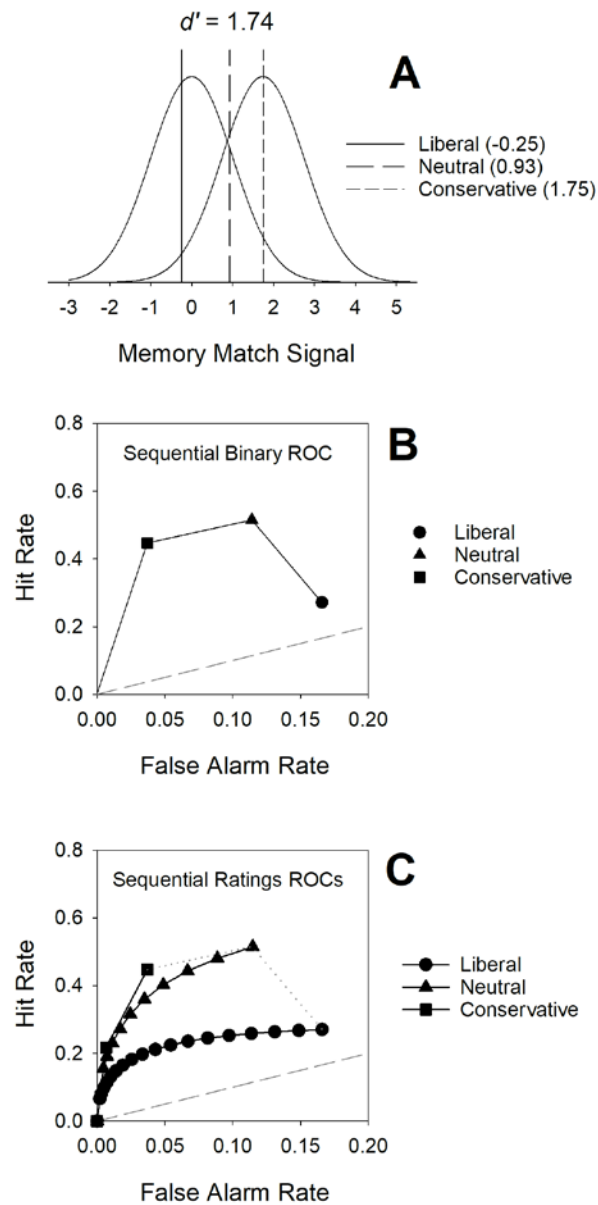 d' = 1.74
A
Liberal (-0.25)
Neutral (0.93)
Conservative (1.75)
-3 -2 -1 0 1 2 3 4 5
Memory Match Signal
B
0.8
Sequential Binary ROC
0.6
0.4
0.2
0.0
Hit Rate
Liberal
Neutral
Conservative
0.00 0.05 0.10 0.15 0.20
False Alarm Rate
C
0.8
Sequential Ratings ROCs
0.6
0.4
0.2
0.0
Hit Rate
Liberal
Neutral
Conservative
0.00 0.05 0.10 0.15 0.20
False Alarm Rate